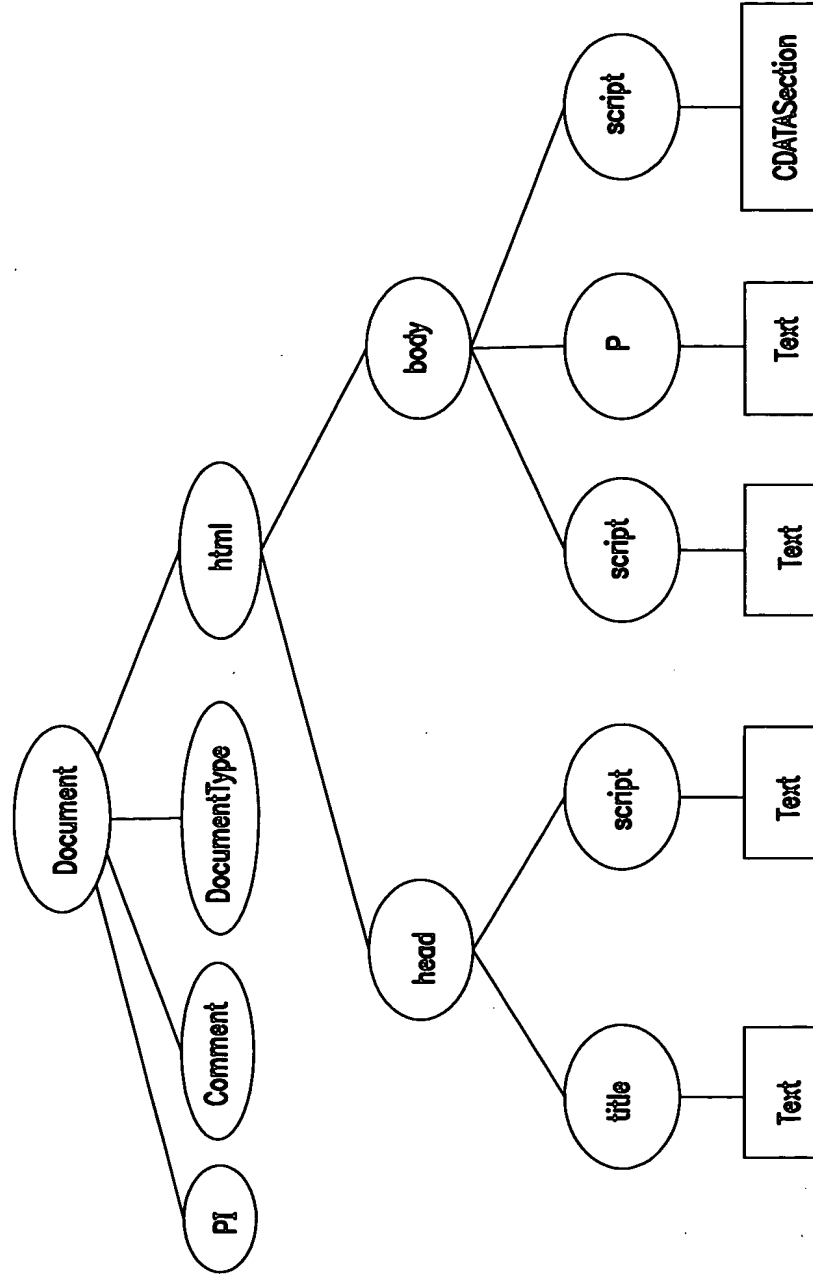 Document
PI
Comment
DocumentType
html
head
body
title
script
script
P
script
Text
Text
Text
Text
CDATASection